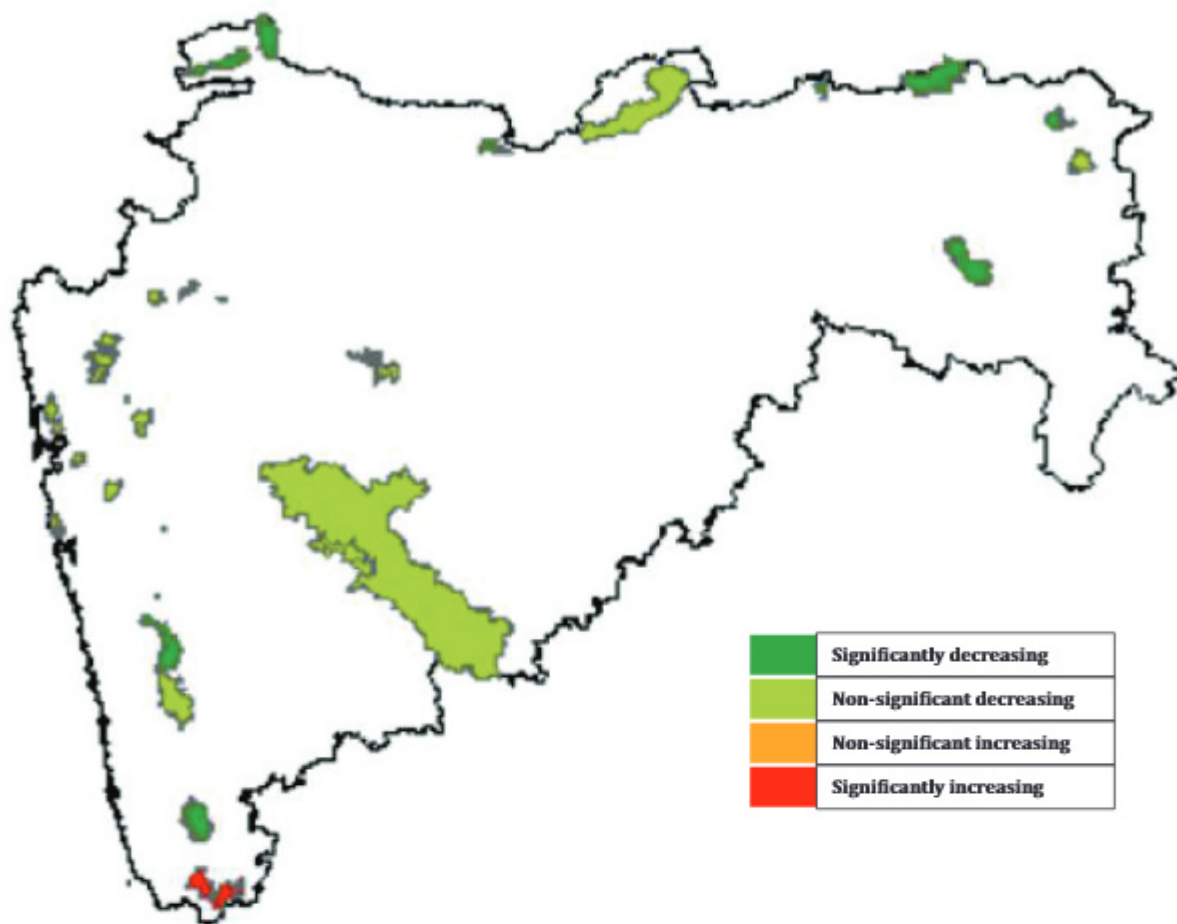 Significantly decreasing
Non-significant decreasing
Non-significant increasing
Significantly increasing